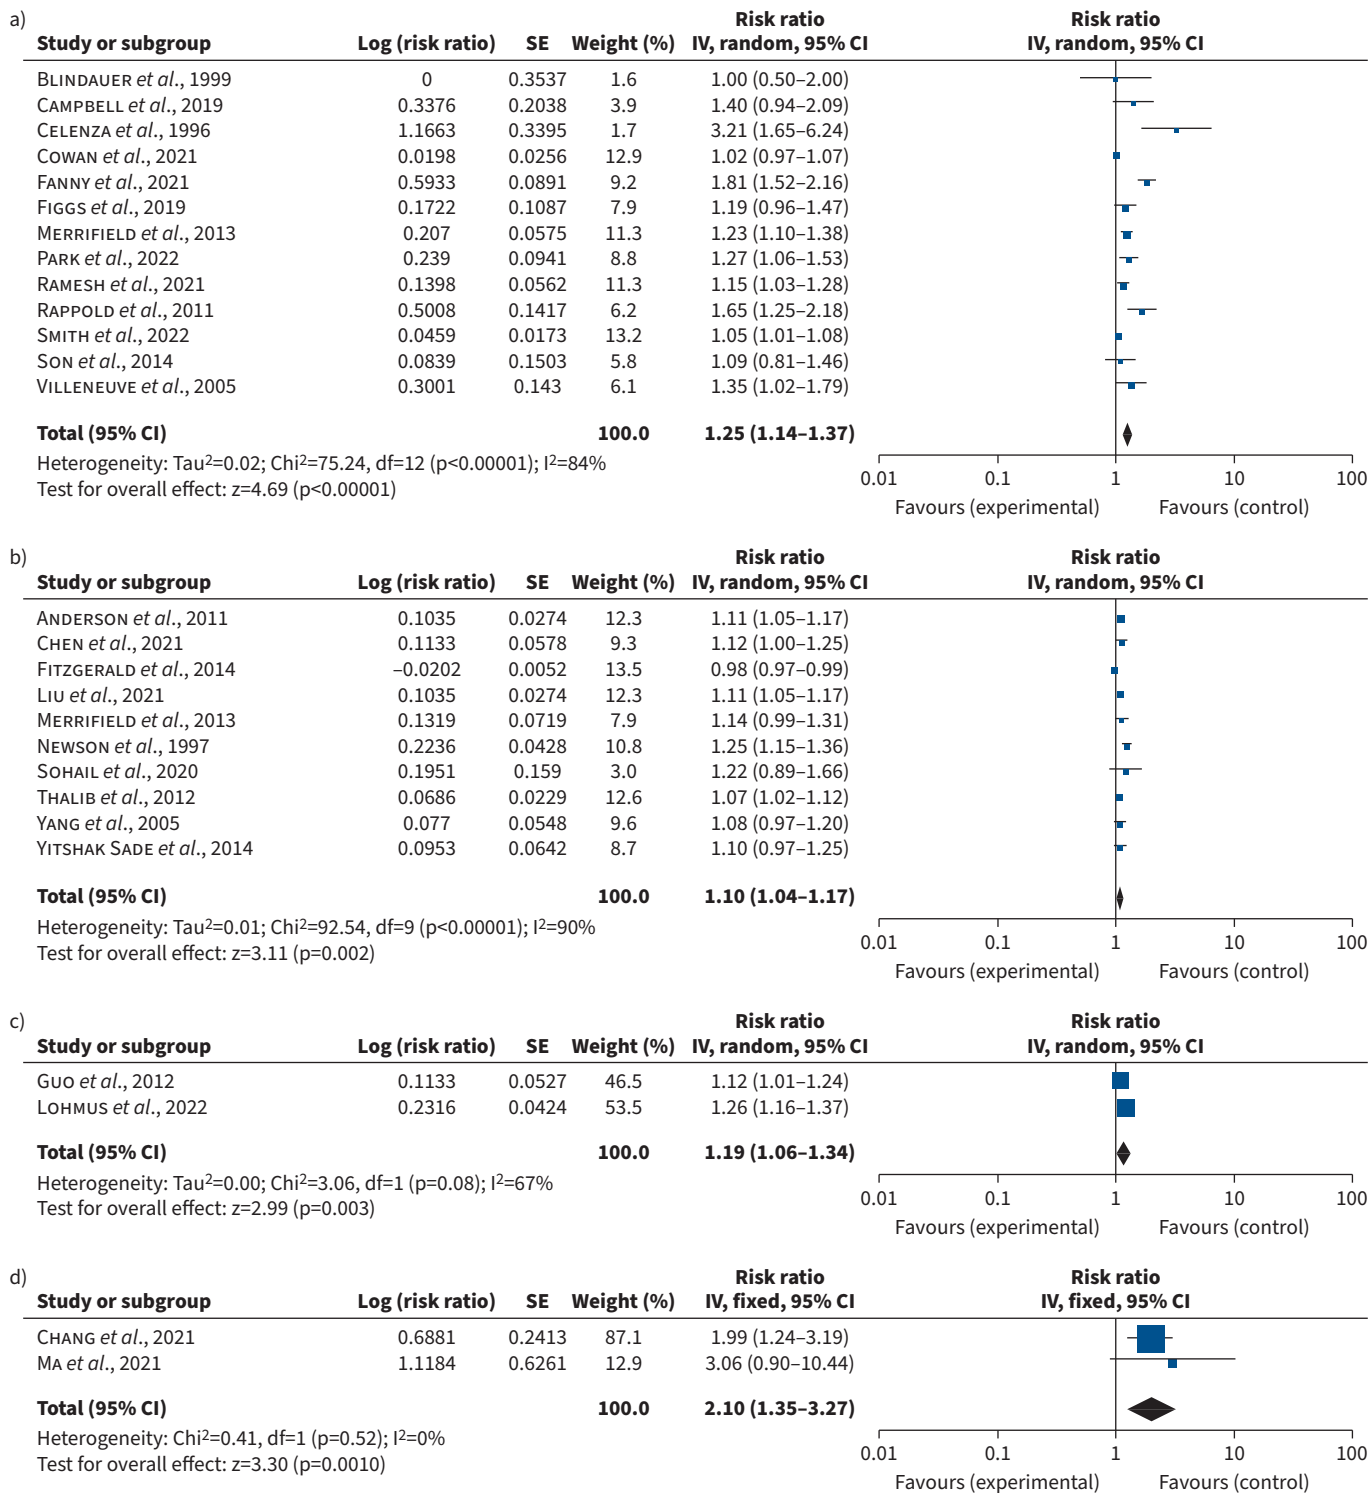 a)
Risk ratio Risk ratio
Study or subgroup Log (risk ratio) SE Weight (%) IV, random, 95% CI IV, random, 95% CI
BLINDAUER et al., 1999 0 0.3537 1.6 1.00 (0.50–2.00)
CAMPBELL et al., 2019 0.3376 0.2038 3.9 1.40 (0.94–2.09)
CELENZA et al., 1996 1.1663 0.3395 1.7 3.21 (1.65–6.24)
COWAN et al., 2021 0.0198 0.0256 12.9 1.02 (0.97–1.07)
FANNY et al., 2021 0.5933 0.0891 9.2 1.81 (1.52–2.16)
FIGGS et al., 2019 0.1722 0.1087 7.9 1.19 (0.96–1.47)
MERRIFIELD et al., 2013 0.207 0.0575 11.3 1.23 (1.10–1.38)
PARK et al., 2022 0.239 0.0941 8.8 1.27 (1.06–1.53)
RAMESH et al., 2021 0.1398 0.0562 11.3 1.15 (1.03–1.28)
RAPPOLD et al., 2011 0.5008 0.1417 6.2 1.65 (1.25–2.18)
SMITH et al., 2022 0.0459 0.0173 13.2 1.05 (1.01–1.08)
SON et al., 2014 0.0839 0.1503 5.8 1.09 (0.81–1.46)
VILLENEUVE et al., 2005 0.3001 0.143 6.1 1.35 (1.02–1.79)
Total (95% CI) 100.0 1.25 (1.14–1.37)
Heterogeneity: Tau²=0.02; Chi²=75.24, df=12 (p<0.00001); I²=84%
Test for overall effect: z=4.69 (p<0.00001)
0.01 0.1 1 10 100
Favours (experimental) Favours (control)
b)
Risk ratio Risk ratio
Study or subgroup Log (risk ratio) SE Weight (%) IV, random, 95% CI IV, random, 95% CI
ANDERSON et al., 2011 0.1035 0.0274 12.3 1.11 (1.05–1.17)
CHEN et al., 2021 0.1133 0.0578 9.3 1.12 (1.00–1.25)
FITZGERALD et al., 2014 –0.0202 0.0052 13.5 0.98 (0.97–0.99)
LIU et al., 2021 0.1035 0.0274 12.3 1.11 (1.05–1.17)
MERRIFIELD et al., 2013 0.1319 0.0719 7.9 1.14 (0.99–1.31)
NEWSON et al., 1997 0.2236 0.0428 10.8 1.25 (1.15–1.36)
SOHAIL et al., 2020 0.1951 0.159 3.0 1.22 (0.89–1.66)
THALIB et al., 2012 0.0686 0.0229 12.6 1.07 (1.02–1.12)
YANG et al., 2005 0.077 0.0548 9.6 1.08 (0.97–1.20)
YITSHAK SADE et al., 2014 0.0953 0.0642 8.7 1.10 (0.97–1.25)
Total (95% CI) 100.0 1.10 (1.04–1.17)
Heterogeneity: Tau²=0.01; Chi²=92.54, df=9 (p<0.00001); I²=90%
Test for overall effect: z=3.11 (p=0.002)
0.01 0.1 1 10 100
Favours (experimental) Favours (control)
c)
Risk ratio Risk ratio
Study or subgroup Log (risk ratio) SE Weight (%) IV, random, 95% CI IV, random, 95% CI
GUO et al., 2012 0.1133 0.0527 46.5 1.12 (1.01–1.24)
LOHMUS et al., 2022 0.2316 0.0424 53.5 1.26 (1.16–1.37)
Total (95% CI) 100.0 1.19 (1.06–1.34)
Heterogeneity: Tau²=0.00; Chi²=3.06, df=1 (p=0.08); I²=67%
Test for overall effect: z=2.99 (p=0.003)
0.01 0.1 1 10 100
Favours (experimental) Favours (control)
d)
Risk ratio Risk ratio
Study or subgroup Log (risk ratio) SE Weight (%) IV, fixed, 95% CI IV, fixed, 95% CI
CHANG et al., 2021 0.6881 0.2413 87.1 1.99 (1.24–3.19)
MA et al., 2021 1.1184 0.6261 12.9 3.06 (0.90–10.44)
Total (95% CI) 100.0 2.10 (1.35–3.27)
Heterogeneity: Chi²=0.41, df=1 (p=0.52); I²=0%
Test for overall effect: z=3.30 (p=0.0010)
0.01 0.1 1 10 100
Favours (experimental) Favours (control)